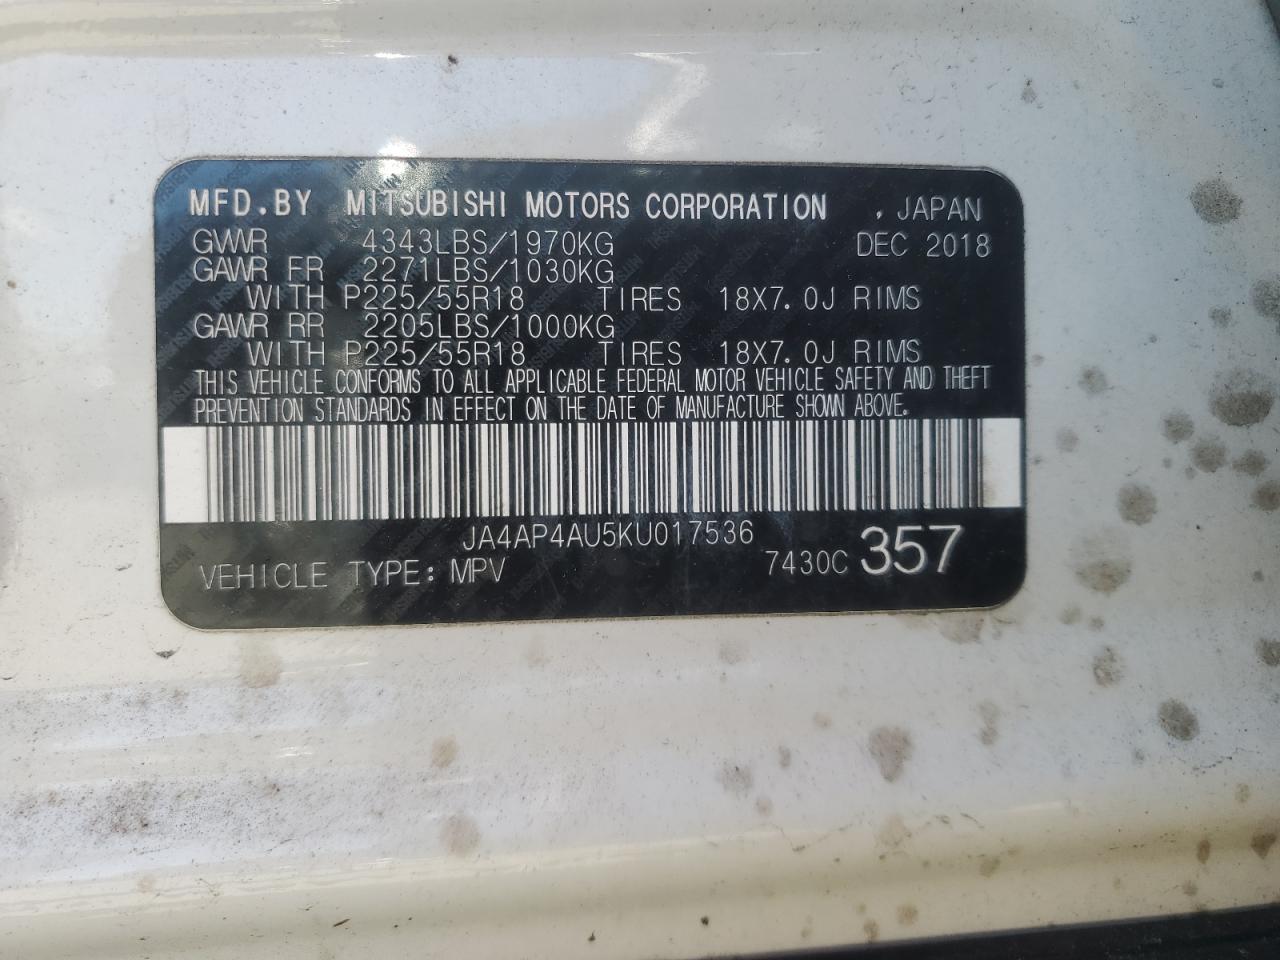 MFD.BY MITSUBISHI MOTORS CORPORATION , JAPAN
GVWR 4343LBS/1970KG DEC 2018
GAWR FR 2271LBS/1030KG
WITH P225/55R18 TIRES 18X7.0J RIMS
GAWR RR 2205LBS/1000KG
WITH P225/55R18 TIRES 18X7.0J RIMS
THIS VEHICLE CONFORMS TO ALL APPLICABLE FEDERAL MOTOR VEHICLE SAFETY AND THEFT
PREVENTION STANDARDS IN EFFECT ON THE DATE OF MANUFACTURE SHOWN ABOVE.
JA4AP4AU5KU017536
VEHICLE TYPE: MPV 7430C 357